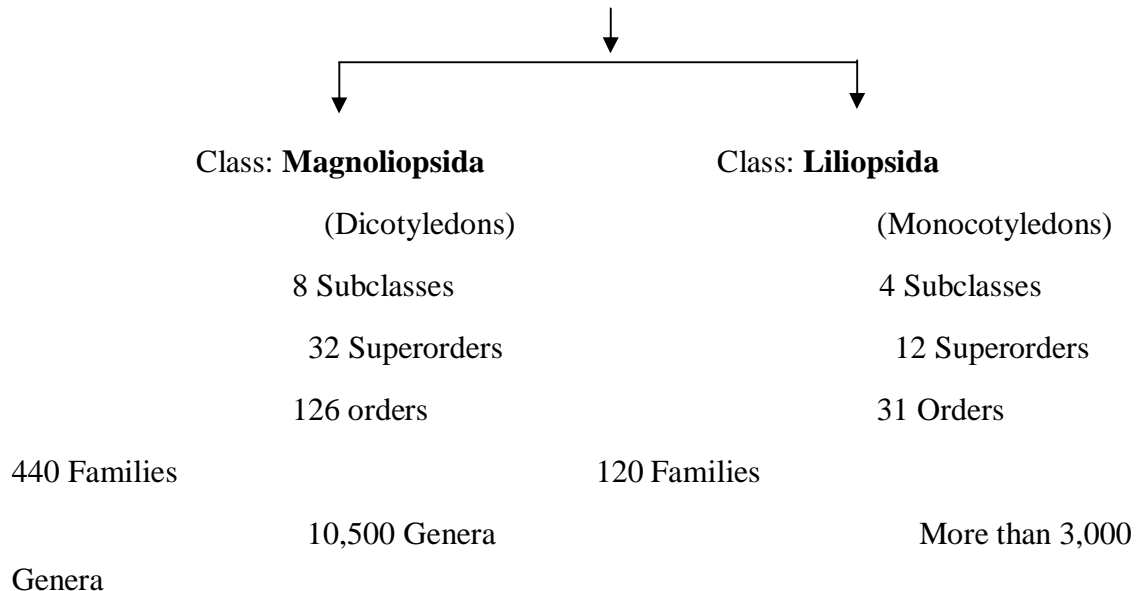 Class: Magnoliopsida Class: Liliopsida
(Dicotyledons) (Monocotyledons)
8 Subclasses 4 Subclasses
32 Superorders 12 Superorders
126 orders 31 Orders
440 Families 120 Families
10,500 Genera More than 3,000
Genera